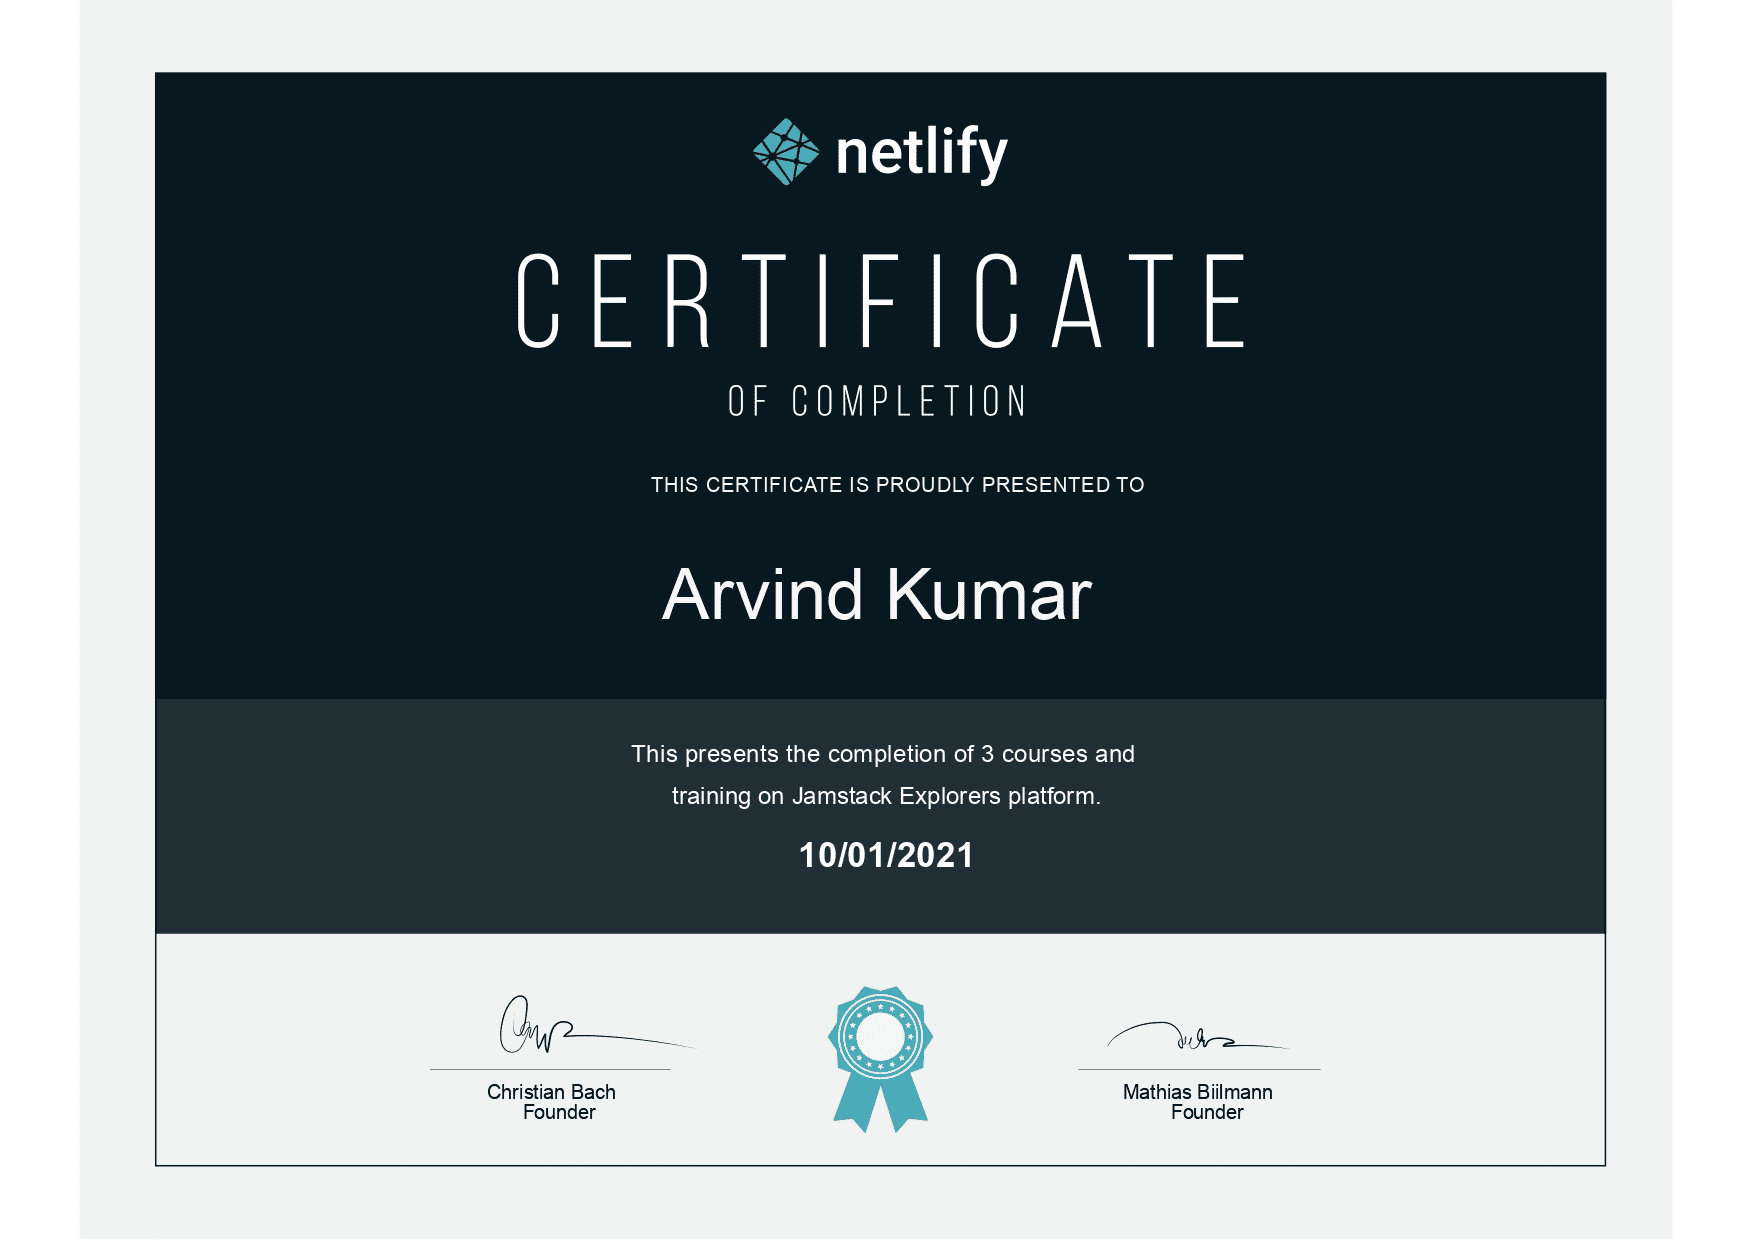 netlify
CERTIFICATE
OF COMPLETION
THIS CERTIFICATE IS PROUDLY PRESENTED TO
Arvind Kumar
This presents the completion of 3 courses and
training on Jamstack Explorers platform.
10/01/2021
Christian Bach
Founder
Mathias Biilmann
Founder